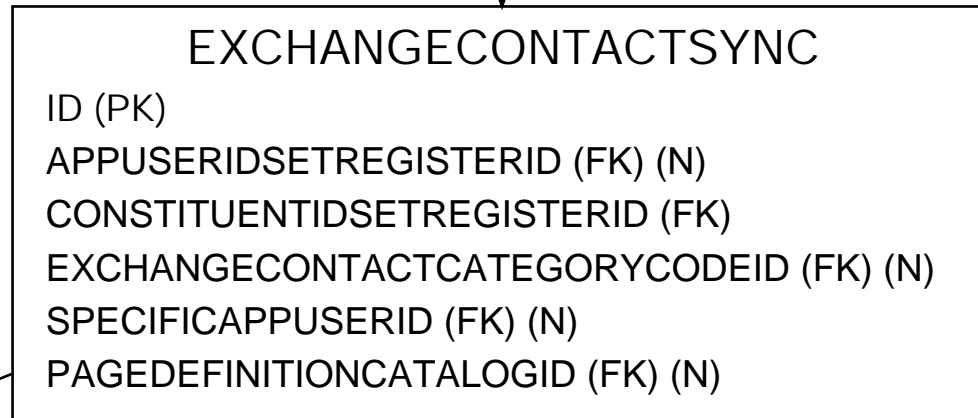 EXCHANGECONTACTSYNC
ID (PK)
APPUSERIDSETREGISTERID (FK) (N)
CONSTITUENTIDSETREGISTERID (FK)
EXCHANGECONTACTCATEGORYCODEID (FK) (N)
SPECIFICAPPUSERID (FK) (N)
PAGEDEFINITIONCATALOGID (FK) (N)